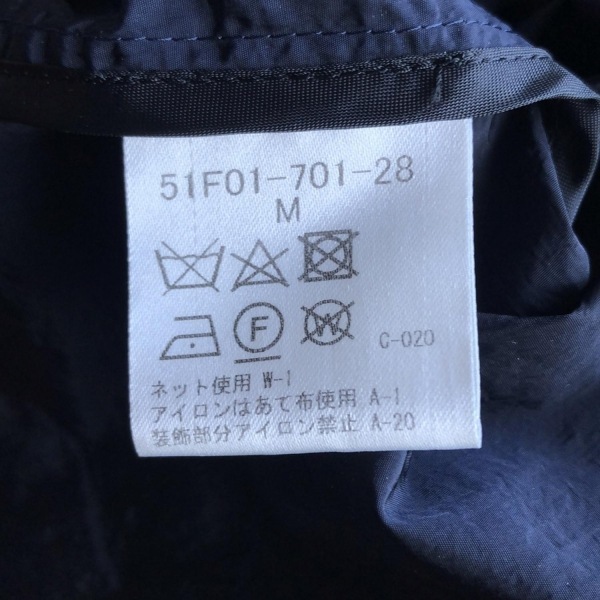 51F01-701-28
M
F W C-020
ネット使用 W-1
アイロンはあて布使用 A-1
装飾部分アイロン禁止 A-20